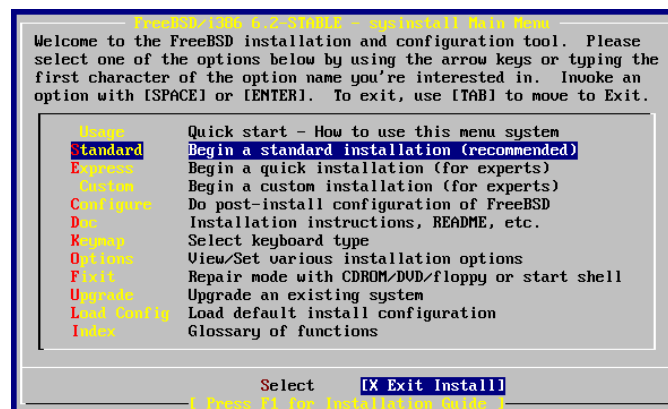 FreeBSD/i386 6.2-STABLE - sysinstall Main Menu
Welcome to the FreeBSD installation and configuration tool.  Please
select one of the options below by using the arrow keys or typing the
first character of the option name you're interested in.  Invoke an
option with [SPACE] or [ENTER].  To exit, use [TAB] to move to Exit.
Usage Quick start - How to use this menu system
Standard Begin a standard installation (recommended)
Express Begin a quick installation (for experts)
Custom Begin a custom installation (for experts)
Configure Do post-install configuration of FreeBSD
Doc Installation instructions, README, etc.
Keymap Select keyboard type
Options View/Set various installation options
Fixit Repair mode with CDROM/DVD/floppy or start shell
Upgrade Upgrade an existing system
Load Config Load default install configuration
Index Glossary of functions
Select [X Exit Install]
[ Press F1 for Installation Guide ]